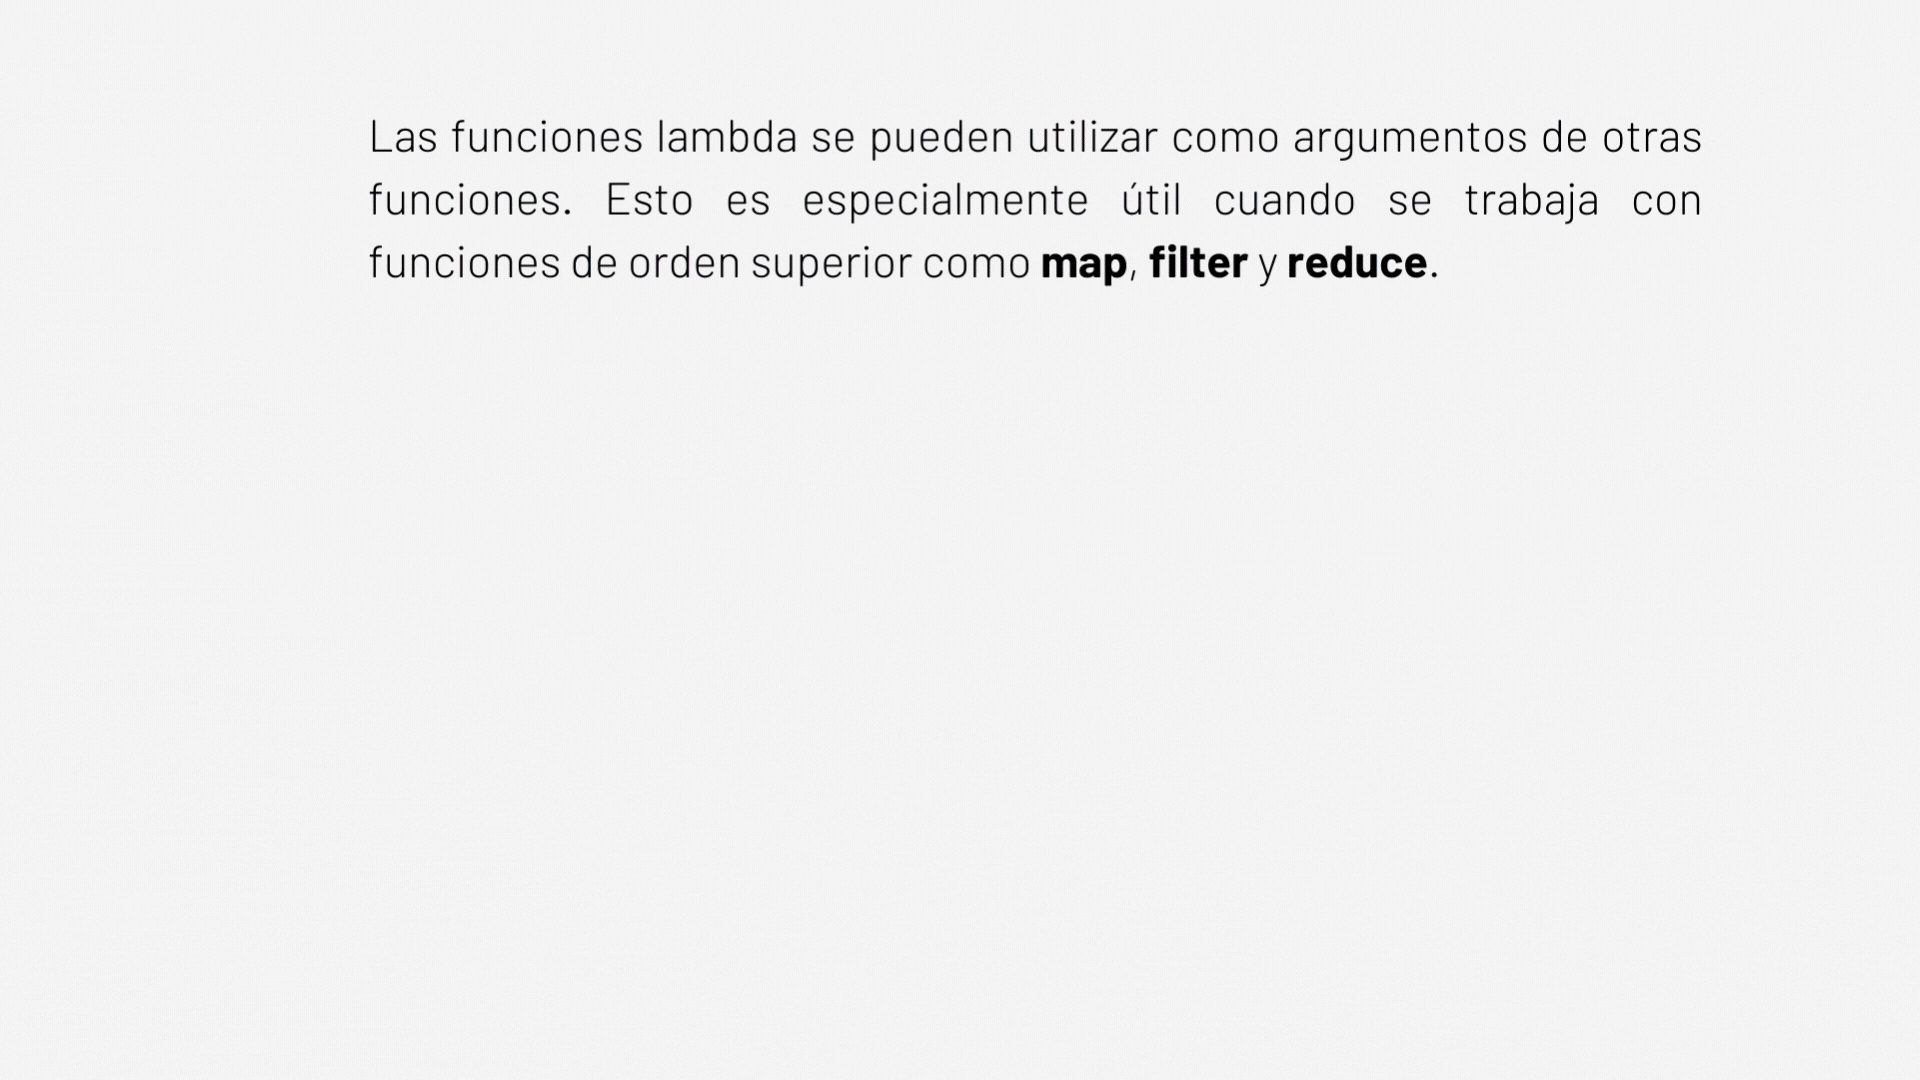 Las funciones lambda se pueden utilizar como argumentos de otras
funciones. Esto es especialmente útil cuando se trabaja con
funciones de orden superior como map, filter y reduce.